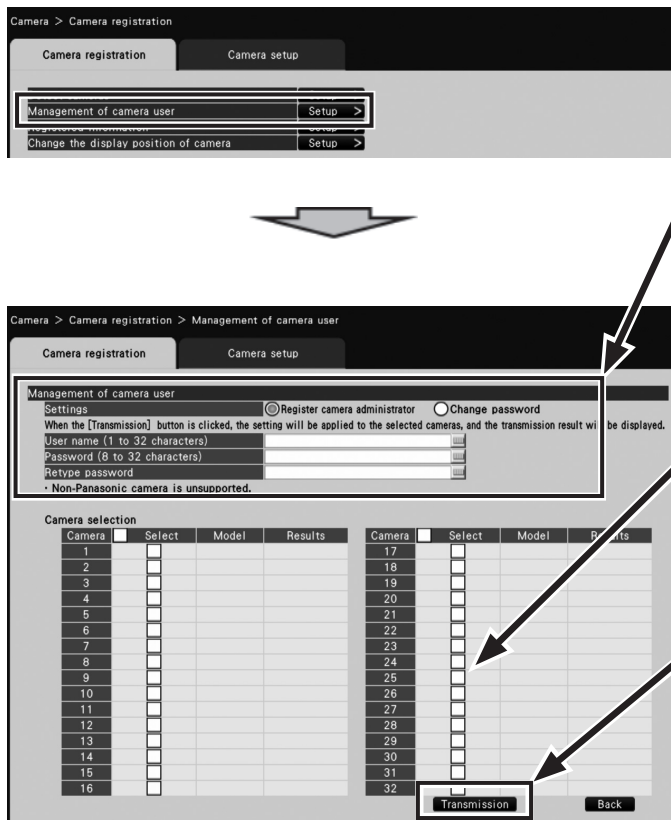 Camera > Camera registration
Camera registration Camera setup
Management of camera user Setup >
Registered information Setup >
Change the display position of camera Setup >
Camera > Camera registration > Management of camera user
Camera registration Camera setup
Management of camera user
Settings Register camera administrator Change password
When the [Transmission] button is clicked, the setting will be applied to the selected cameras, and the transmission result will be displayed.
User name (1 to 32 characters)
Password (8 to 32 characters)
Retype password
・Non-Panasonic camera is unsupported.
Camera selection
Camera Select Model Results Camera Select Model Results
1 17
2 18
3 19
4 20
5 21
6 22
7 23
8 24
9 25
10 26
11 27
12 28
13 29
14 30
15 31
16 32
Transmission Back